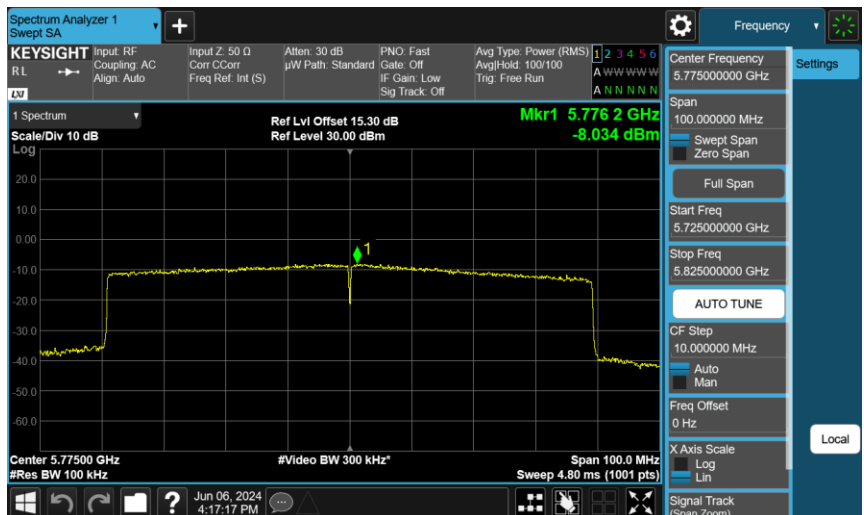 Spectrum Analyzer 1
Swept SA
+
Frequency
KEYSIGHT
RL
LXI
Input: RF
Coupling: AC
Align: Auto
Input Z: 50 Ω
Corr CCorr
Freq Ref: Int (S)
Atten: 30 dB
µW Path: Standard
PNO: Fast
Gate: Off
IF Gain: Low
Sig Track: Off
Avg Type: Power (RMS)
Avg|Hold: 100/100
Trig: Free Run
1 2 3 4 5 6
A W W W W W
A N N N N N
1 Spectrum
Scale/Div 10 dB
Ref Lvl Offset 15.30 dB
Ref Level 30.00 dBm
Mkr1 5.776 2 GHz
-8.034 dBm
Log
20.0
10.0
0.00
-10.0
-20.0
-30.0
-40.0
-50.0
-60.0
1
Center 5.77500 GHz
#Res BW 100 kHz
#Video BW 300 kHz*
Span 100.0 MHz
Sweep 4.80 ms (1001 pts)
?
Jun 06, 2024
4:17:17 PM
Center Frequency
5.775000000 GHz
Span
100.000000 MHz
Swept Span
Zero Span
Full Span
Start Freq
5.725000000 GHz
Stop Freq
5.825000000 GHz
AUTO TUNE
CF Step
10.000000 MHz
Auto
Man
Freq Offset
0 Hz
X Axis Scale
Log
Lin
Signal Track
(Span Zoom)
Settings
Local